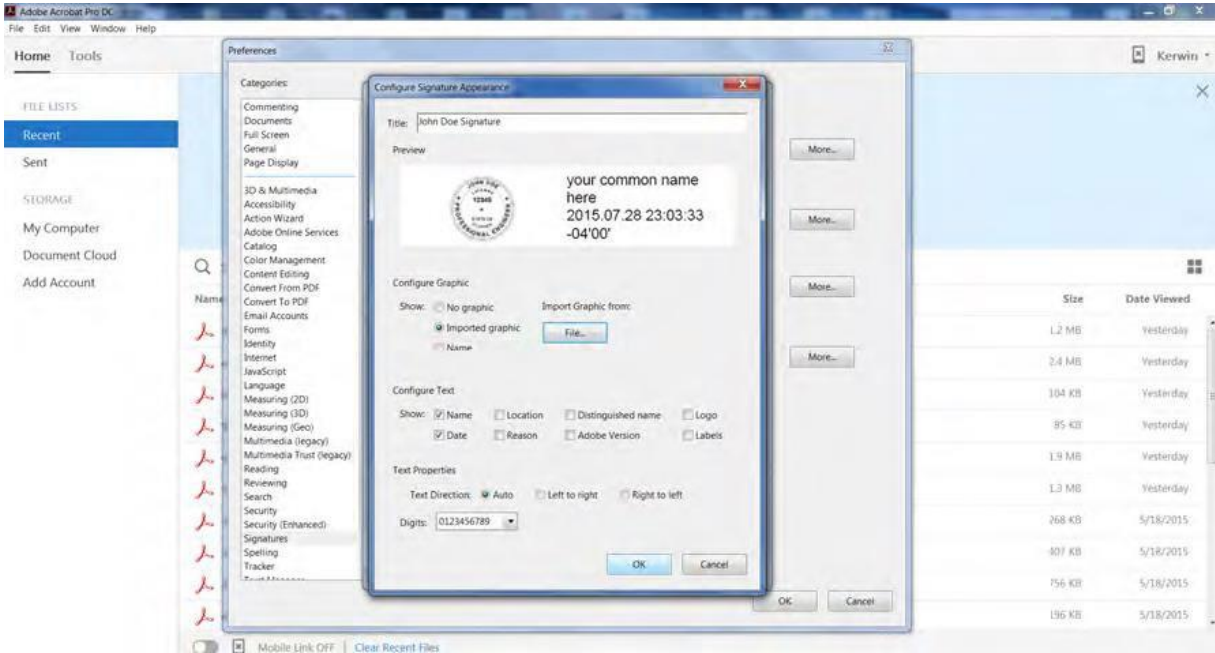 Adobe Acrobat Pro DC
File Edit View Window Help
Home Tools
Kerwin
FILE LISTS
Recent
Sent
STORAGE
My Computer
Document Cloud
Add Account
Preferences
Categories:
Commenting
Documents
Full Screen
General
Page Display
3D & Multimedia
Accessibility
Action Wizard
Adobe Online Services
Catalog
Color Management
Content Editing
Convert From PDF
Convert To PDF
Email Accounts
Forms
Identity
Internet
JavaScript
Language
Measuring (2D)
Measuring (3D)
Measuring (Geo)
Multimedia (legacy)
Multimedia Trust (legacy)
Reading
Reviewing
Search
Security
Security (Enhanced)
Signatures
Spelling
Tracker
Configure Signature Appearance
Title: John Doe Signature
Preview
JOHN DOE
12345
PROFESSIONAL ENGINEER
your common name
here
2015.07.28 23:03:33
-04'00'
Configure Graphic
Show: No graphic Import Graphic from:
Imported graphic File...
Name
Configure Text
Show: Name Location Distinguished name Logo
Date Reason Adobe Version Labels
Text Properties
Text Direction: Auto Left to right Right to left
Digits: 0123456789
OK Cancel
More...
More...
More...
More...
OK Cancel
Name Size Date Viewed
1.2 MB Yesterday
2.4 MB Yesterday
104 KB Yesterday
95 KB Yesterday
1.9 MB Yesterday
1.3 MB Yesterday
268 KB 5/18/2015
407 KB 5/18/2015
756 KB 5/18/2015
196 KB 5/18/2015
Mobile Link OFF | Clear Recent Files